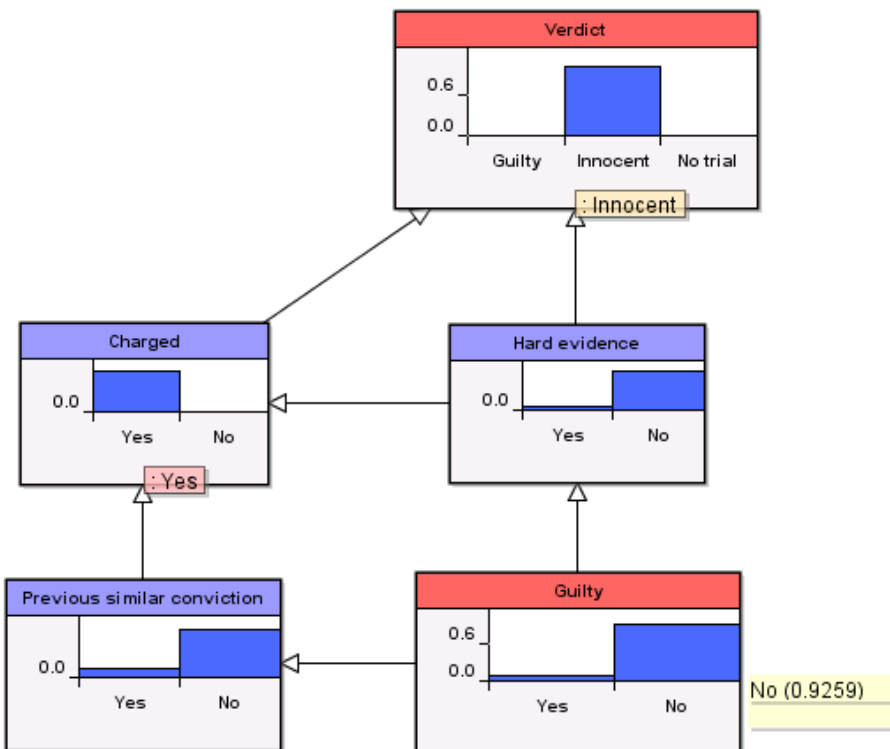 Verdict
0.6
0.0
Guilty Innocent No trial
: Innocent
Charged
0.0
Yes No
: Yes
Hard evidence
0.0
Yes No
Previous similar conviction
0.0
Yes No
Guilty
0.6
0.0
Yes No
No (0.9259)